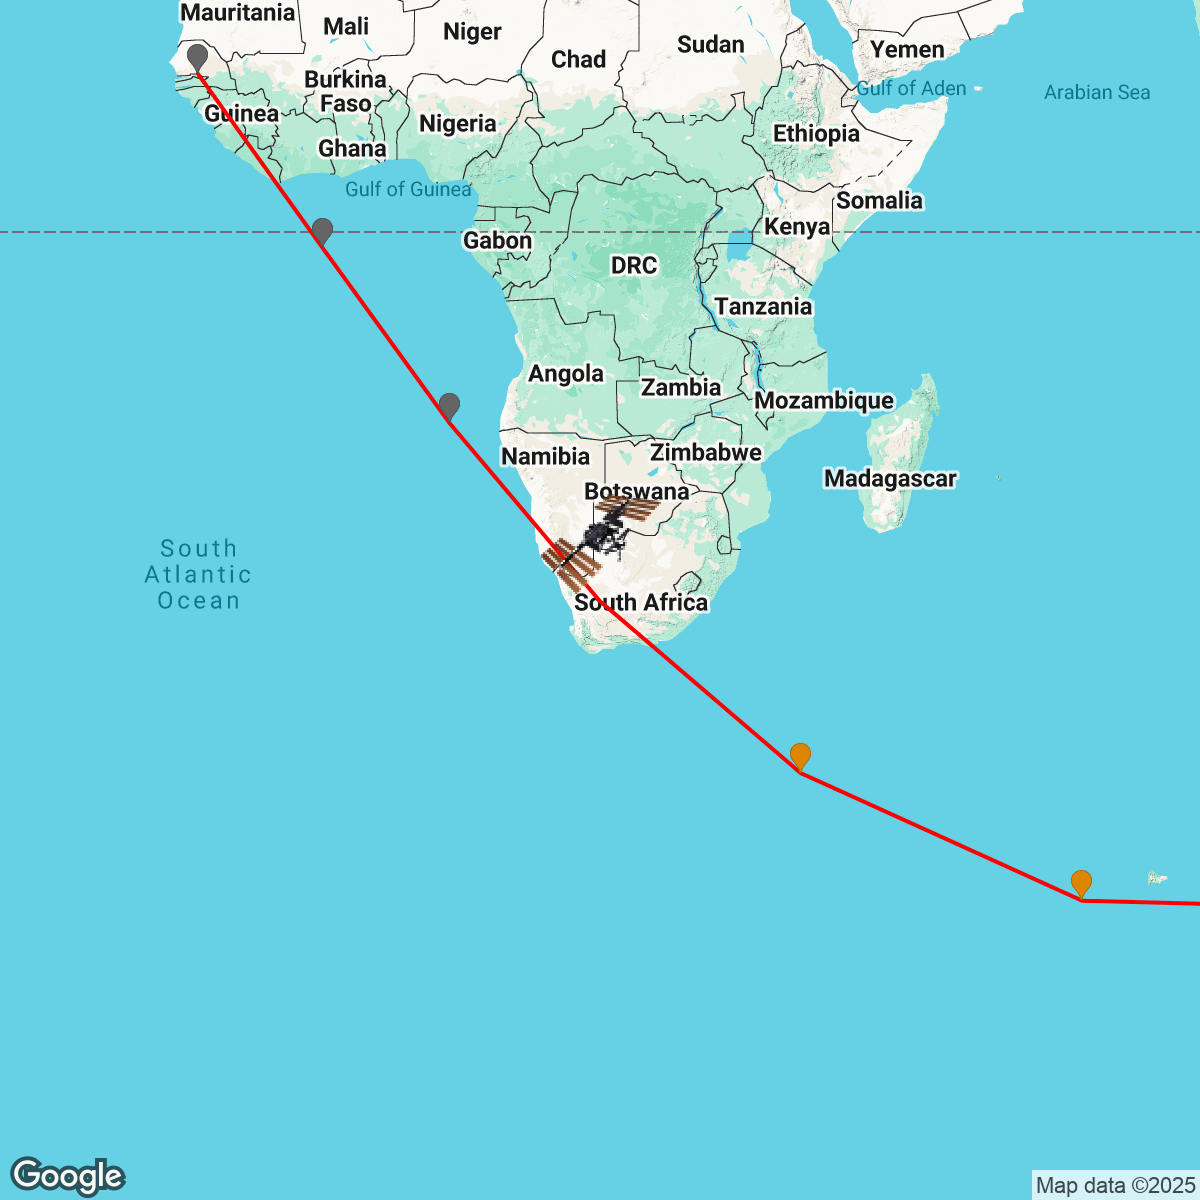 Mauritania
Mali
Niger
Chad
Sudan
Yemen
Gulf of Aden
Arabian Sea
Burkina
Faso
Guinea
Nigeria
Ghana
Ethiopia
Gulf of Guinea
Somalia
Kenya
Gabon
DRC
Tanzania
Angola
Zambia
Mozambique
Namibia
Zimbabwe
Madagascar
Botswana
South
Atlantic
Ocean
South Africa
Google
Map data ©2025